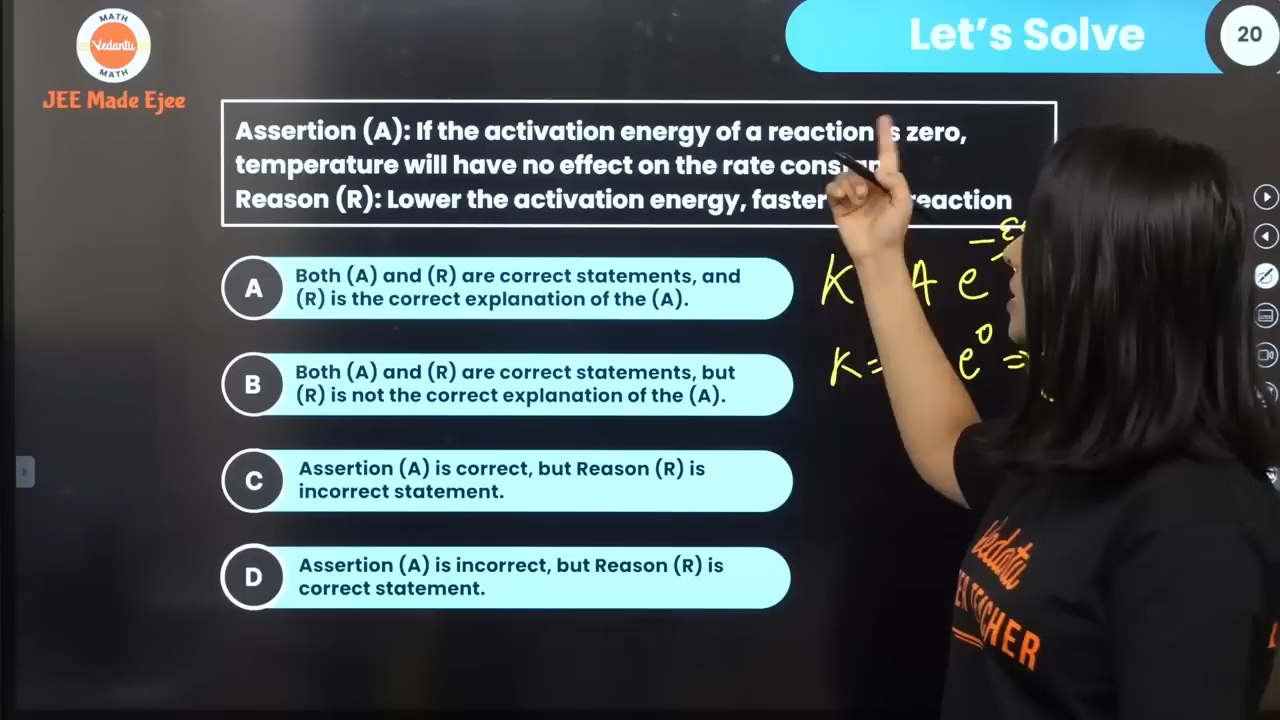 MATH
Vedantu
MATH
JEE Made Ejee
Let's Solve
20
Assertion (A): If the activation energy of a reaction is zero,
temperature will have no effect on the rate
Reason (R): Lower the activation energy, faster reaction
K A e
K = e⁰ ⇒
A
Both (A) and (R) are correct statements, and
(R) is the correct explanation of the (A).
B
Both (A) and (R) are correct statements, but
(R) is not the correct explanation of the (A).
C
Assertion (A) is correct, but Reason (R) is
incorrect statement.
D
Assertion (A) is incorrect, but Reason (R) is
correct statement.
Vedantu
TEACHER